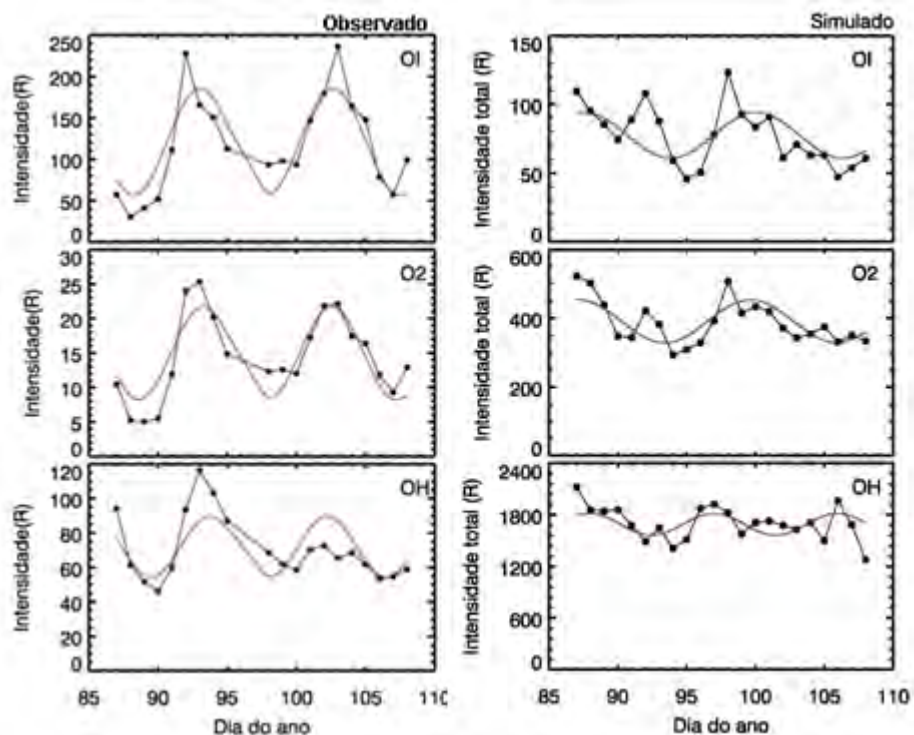 Observado
Simulado
OI
Intensidade(R)
250
200
150
100
50
0
OI
Intensidade total (R)
150
100
50
0
O2
Intensidade(R)
30
25
20
15
10
5
0
O2
Intensidade total (R)
600
400
200
0
OH
Intensidade(R)
120
100
80
60
40
20
0
OH
Intensidade total (R)
2400
1800
1200
600
0
85 90 95 100 105 110
Dia do ano
85 90 95 100 105 110
Dia do ano